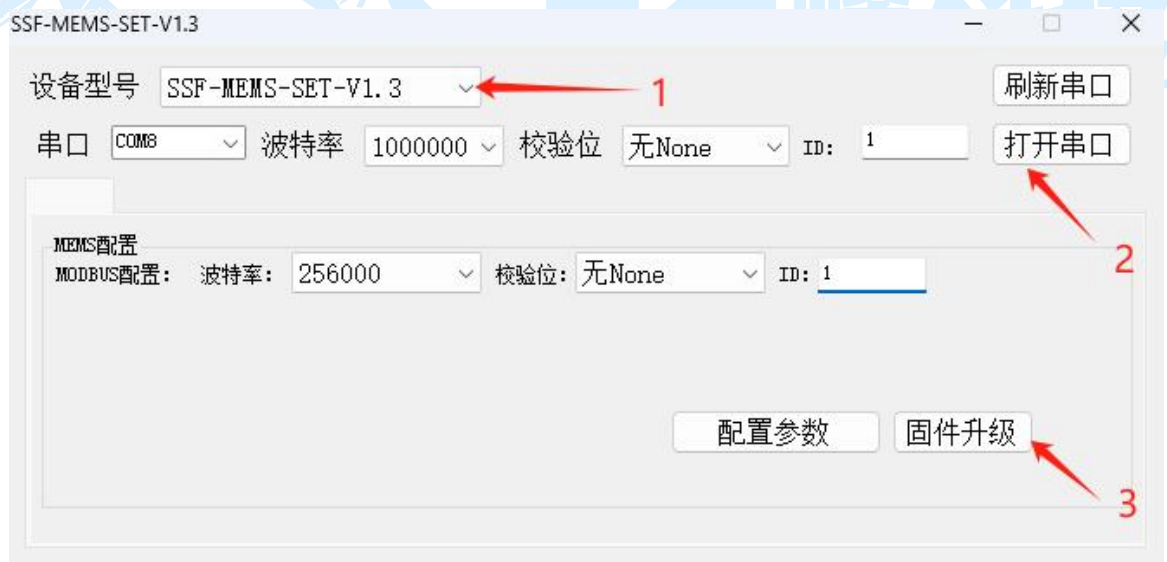 SSF-MEMS-SET-V1.3
设备型号 SSF-MEMS-SET-V1.3 1 刷新串口
串口 COM8 波特率 1000000 校验位 无None ID: 1 打开串口
2
MEMS配置
MODBUS配置: 波特率: 256000 校验位: 无None ID: 1
配置参数 固件升级
3